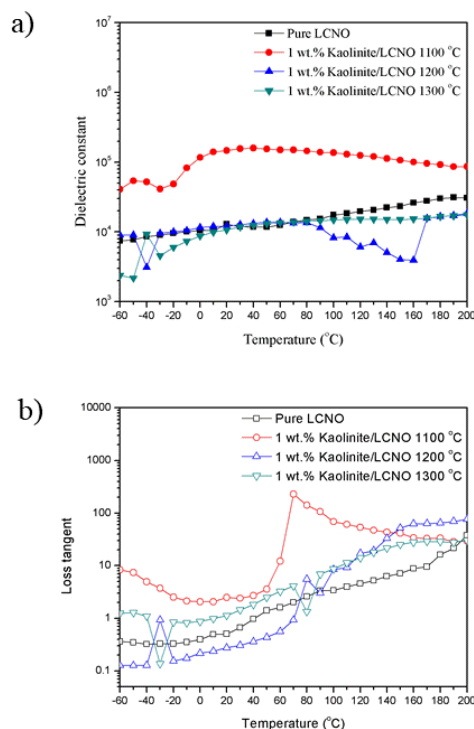 a)
Pure LCNO
1 wt.% Kaolinite/LCNO 1100 °C
1 wt.% Kaolinite/LCNO 1200 °C
1 wt.% Kaolinite/LCNO 1300 °C
10⁷
10⁶
10⁵
10⁴
10³
Dielectric constant
-60 -40 -20 0 20 40 60 80 100 120 140 160 180 200
Temperature (°C)
b)
Pure LCNO
1 wt.% Kaolinite/LCNO 1100 °C
1 wt.% Kaolinite/LCNO 1200 °C
1 wt.% Kaolinite/LCNO 1300 °C
10000
1000
100
10
1
0.1
Loss tangent
-60 -40 -20 0 20 40 60 80 100 120 140 160 180 200
Temperature (°C)